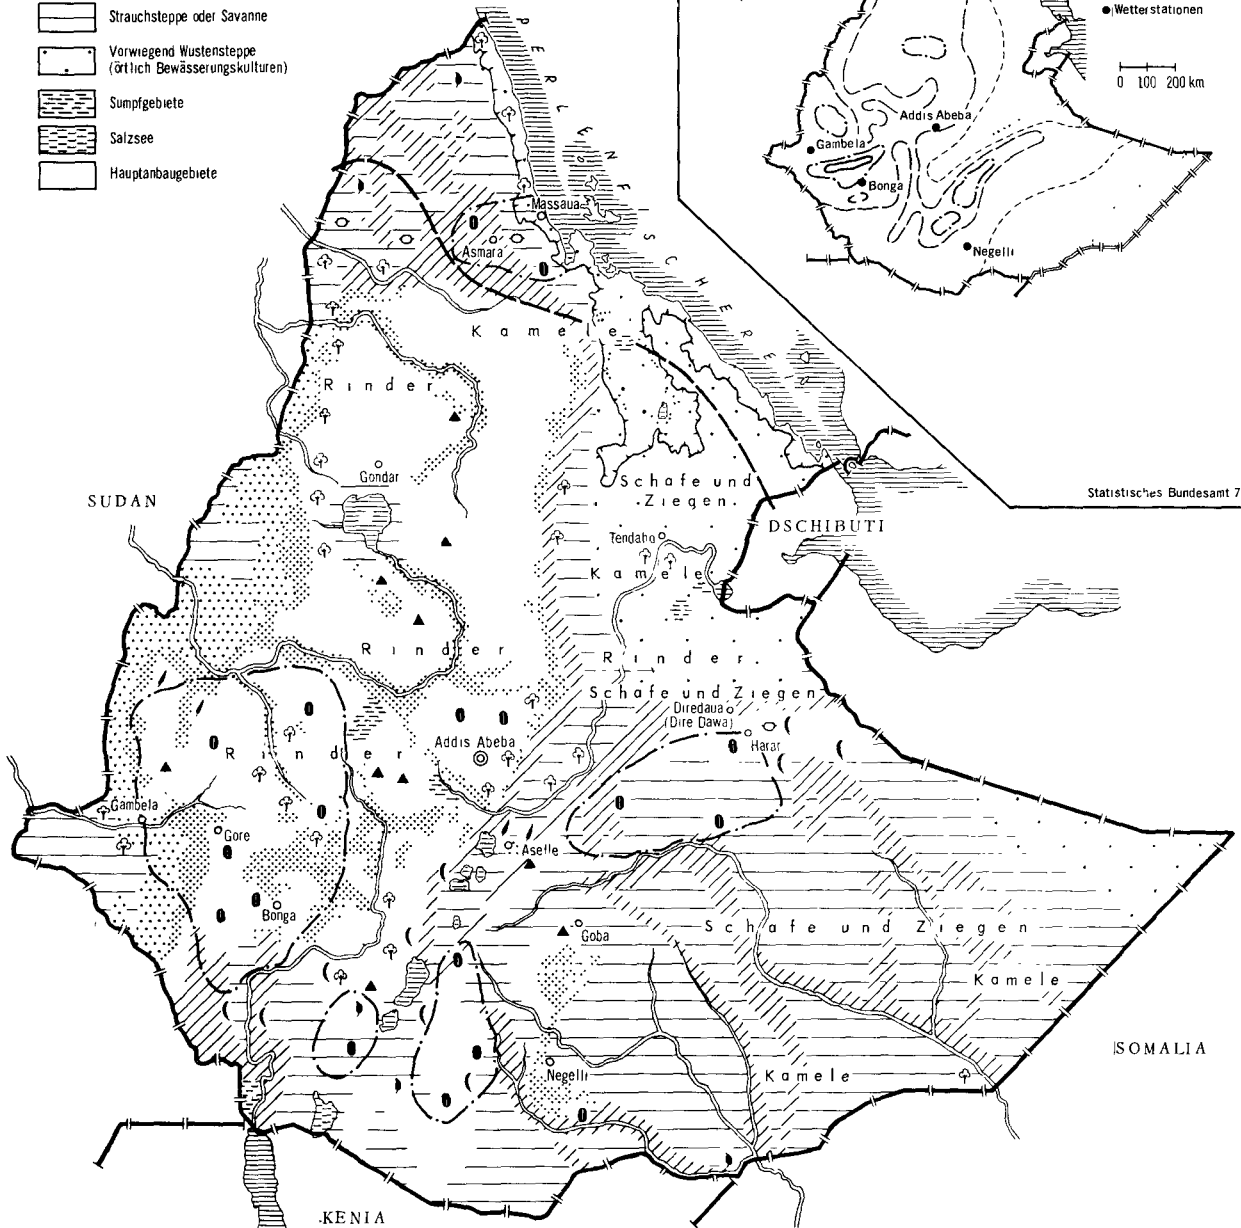 Strauchsteppe oder Savanne
Vorwiegend Wustensteppe
(örtlich Bewässerungskulturen)
Sumpfgebiete
Salzsee
Hauptanbaugebiete
Wetterstationen
0 100 200 km
Addis Abeba
Gambela
Bonga
Negelli
Statistisches Bundesamt 7
PERLENFISCHEREI
Massaua
Asmara
Kamele
Rinder
Gondar
Schafe und
Ziegen
SUDAN
DSCHIBUTI
Tendaho
Kamele
Rinder
Rinder
Schafe und Ziegen
Diredaua
(Dire Dawa)
Harar
Addis Abeba
Rinder
Gambela
Gore
Aselle
Bonga
Goba
Schafe und Ziegen
Kamele
SOMALIA
Negelli
Kamele
KENIA